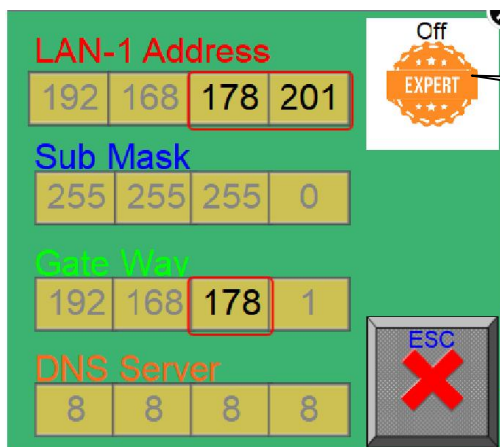 LAN-1 Address
Off
EXPERT
192 168 178 201
Sub Mask
255 255 255 0
Gate Way
192 168 178 1
ESC
DNS Server
8 8 8 8